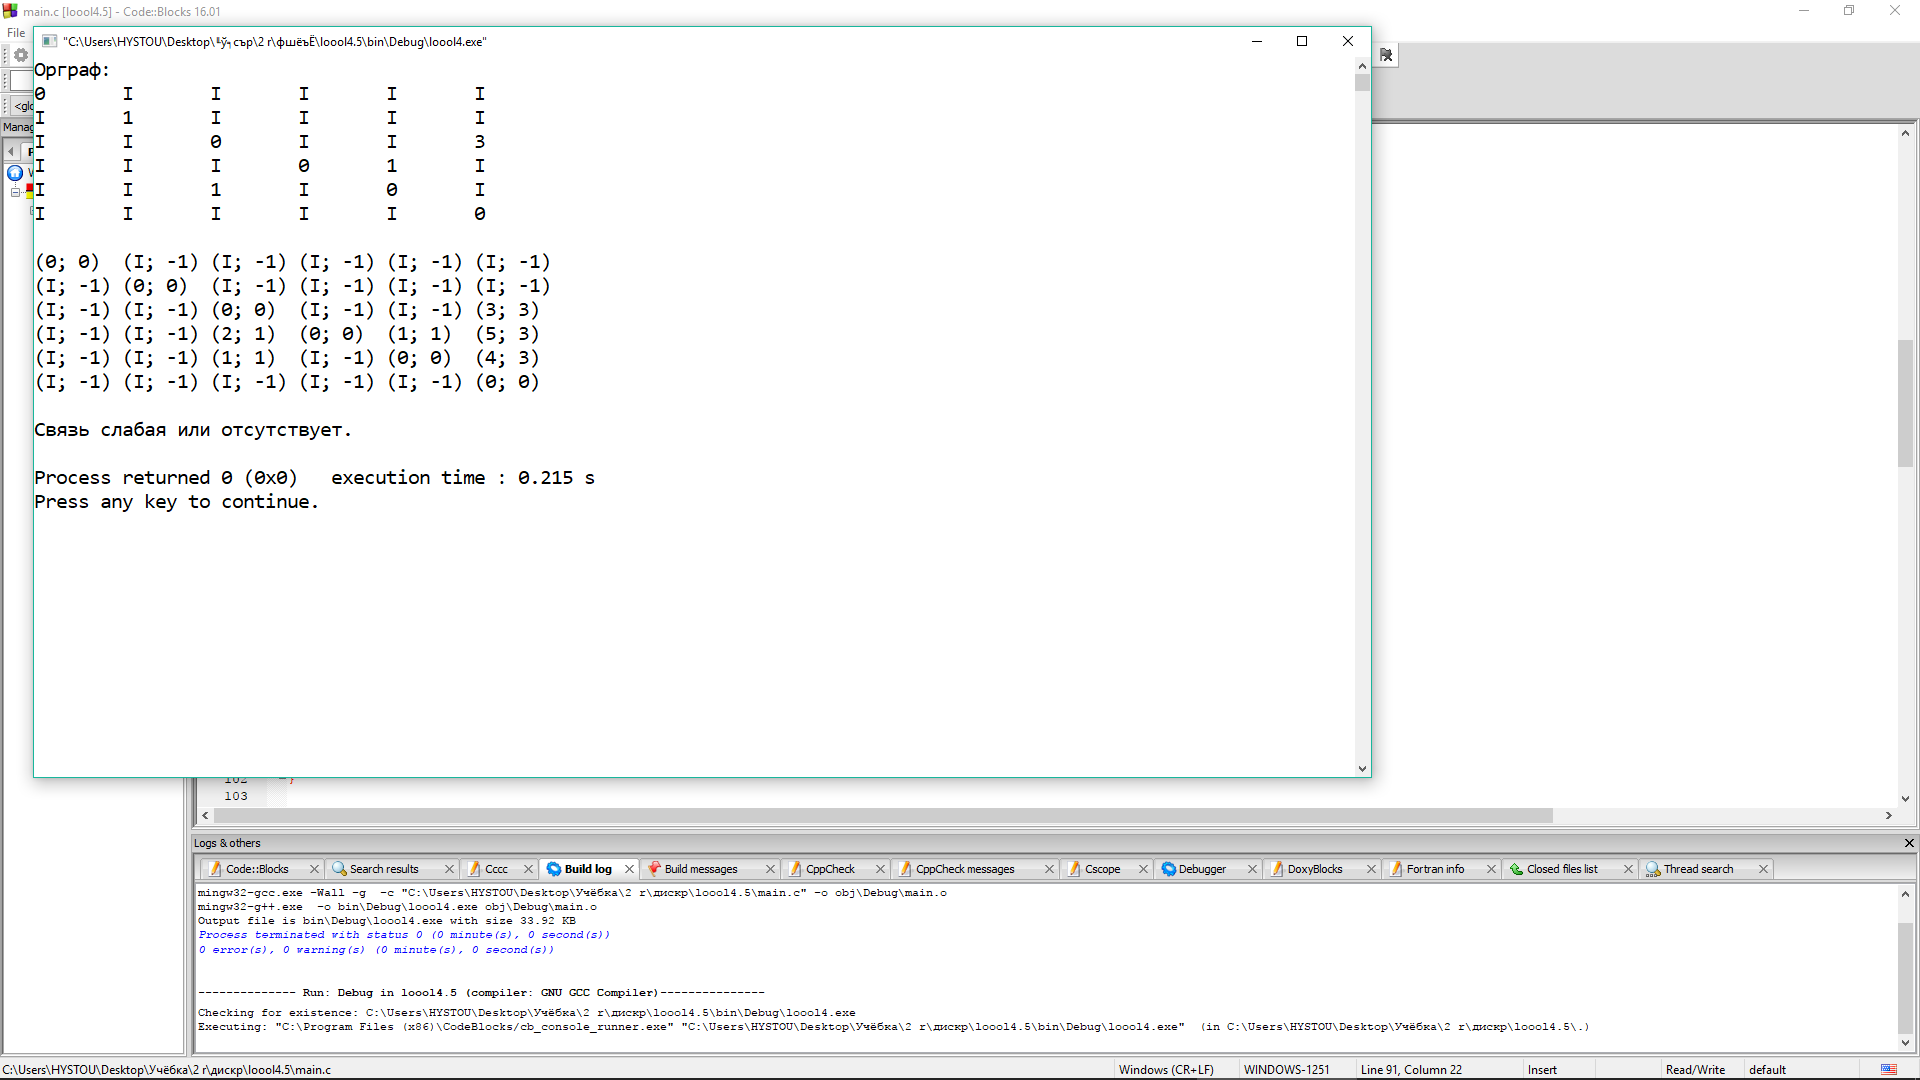 main.c [loool4.5] - Code::Blocks 16.01
File
"C:\Users\HYSTOU\Desktop\╙ў╕сър\2 г\фшёъЁ\loool4.5\bin\Debug\loool4.exe"
Орграф:
0 I I I I I
I 1 I I I I
I I 0 I I 3
I I I 0 1 I
I I 1 I 0 I
I I I I I 0
(0; 0) (I; -1) (I; -1) (I; -1) (I; -1) (I; -1)
(I; -1) (0; 0) (I; -1) (I; -1) (I; -1) (I; -1)
(I; -1) (I; -1) (0; 0) (I; -1) (I; -1) (3; 3)
(I; -1) (I; -1) (2; 1) (0; 0) (1; 1) (5; 3)
(I; -1) (I; -1) (1; 1) (I; -1) (0; 0) (4; 3)
(I; -1) (I; -1) (I; -1) (I; -1) (I; -1) (0; 0)
Связь слабая или отсутствует.
Process returned 0 (0x0)   execution time : 0.215 s
Press any key to continue.
<glo
Manag
102 }
103
Logs & others
Code::Blocks Search results Cccc Build log Build messages CppCheck CppCheck messages Cscope Debugger DoxyBlocks Fortran info Closed files list Thread search
mingw32-gcc.exe -Wall -g  -c "C:\Users\HYSTOU\Desktop\Учёбка\2 г\дискр\loool4.5\main.c" -o obj\Debug\main.o
mingw32-g++.exe  -o bin\Debug\loool4.exe obj\Debug\main.o
Output file is bin\Debug\loool4.exe with size 33.92 KB
Process terminated with status 0 (0 minute(s), 0 second(s))
0 error(s), 0 warning(s) (0 minute(s), 0 second(s))
-------------- Run: Debug in loool4.5 (compiler: GNU GCC Compiler)---------------
Checking for existence: C:\Users\HYSTOU\Desktop\Учёбка\2 г\дискр\loool4.5\bin\Debug\loool4.exe
Executing: "C:\Program Files (x86)\CodeBlocks/cb_console_runner.exe" "C:\Users\HYSTOU\Desktop\Учёбка\2 г\дискр\loool4.5\bin\Debug\loool4.exe"  (in C:\Users\HYSTOU\Desktop\Учёбка\2 г\дискр\loool4.5\.)
C:\Users\HYSTOU\Desktop\Учёбка\2 г\дискр\loool4.5\main.c Windows (CR+LF) WINDOWS-1251 Line 91, Column 22 Insert Read/Write default